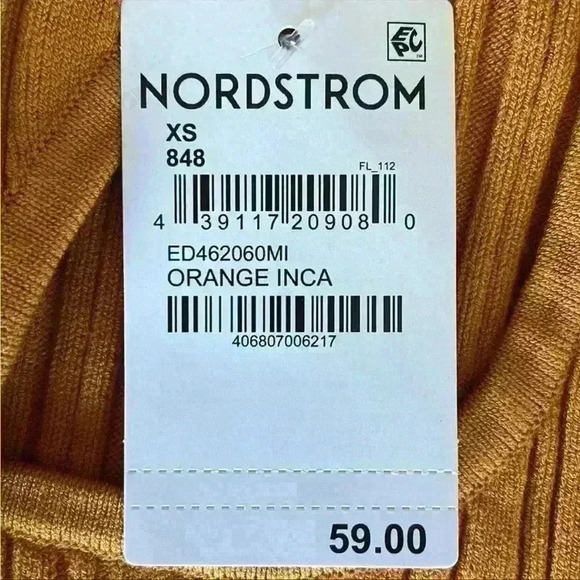 EPC
NORDSTROM
XS
848
FL_112
4 39117 20908 0
ED462060MI
ORANGE INCA
406807006217
59.00